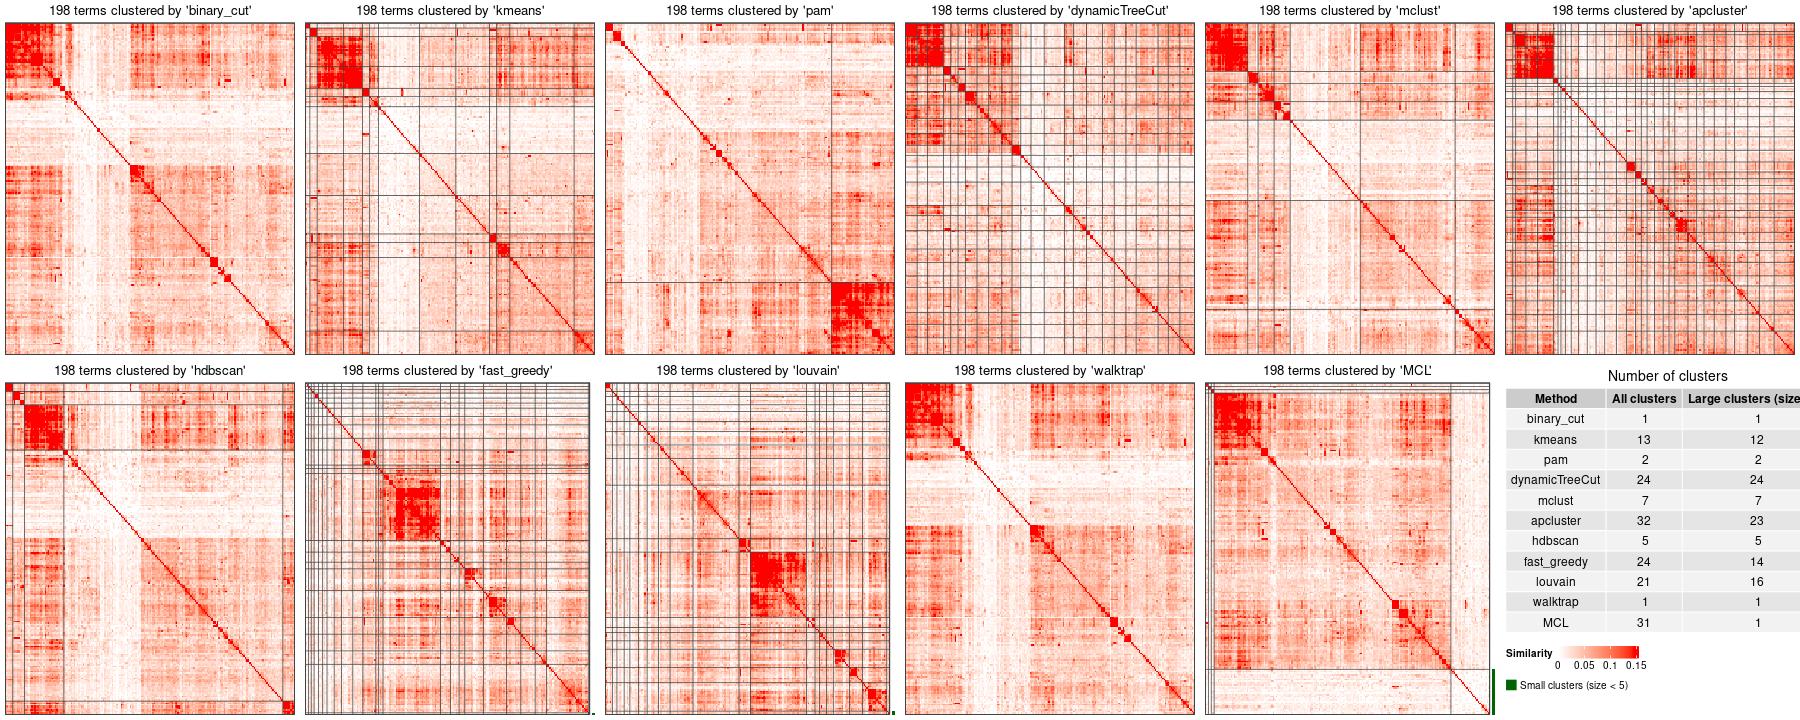 198 terms clustered by 'binary_cut'
198 terms clustered by 'kmeans'
198 terms clustered by 'pam'
198 terms clustered by 'dynamicTreeCut'
198 terms clustered by 'mclust'
198 terms clustered by 'apcluster'
198 terms clustered by 'hdbscan'
198 terms clustered by 'fast_greedy'
198 terms clustered by 'louvain'
198 terms clustered by 'walktrap'
198 terms clustered by 'MCL'
Number of clusters
Method All clusters Large clusters (size
binary_cut 1 1
kmeans 13 12
pam 2 2
dynamicTreeCut 24 24
mclust 7 7
apcluster 32 23
hdbscan 5 5
fast_greedy 24 14
louvain 21 16
walktrap 1 1
MCL 31 1
Similarity
0 0.05 0.1 0.15
Small clusters (size < 5)